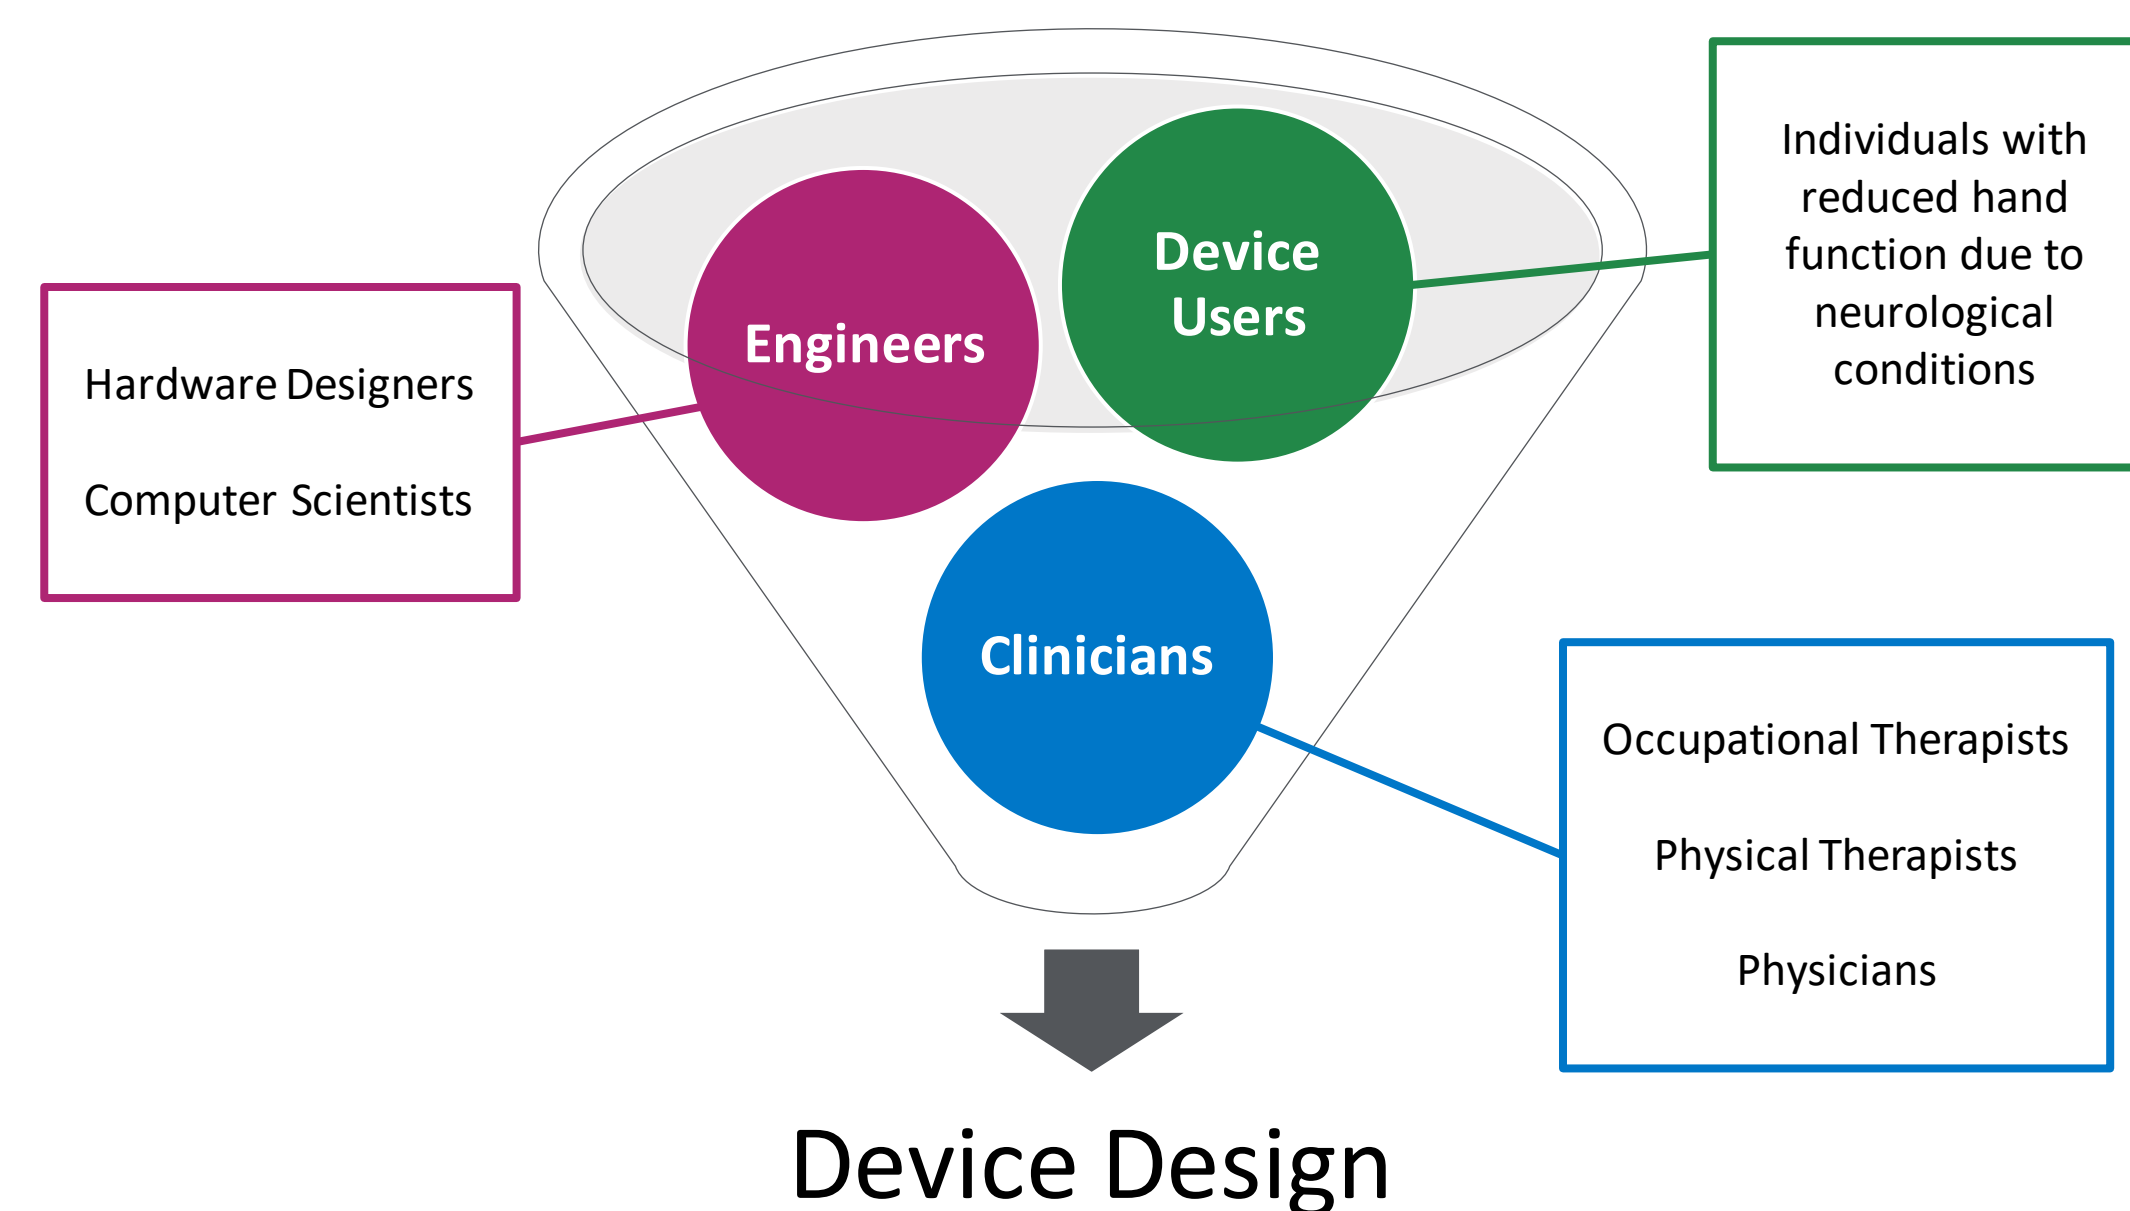 Engineers
Device
Users
Clinicians
Hardware Designers
Computer Scientists
Individuals with
reduced hand
function due to
neurological
conditions
Occupational Therapists
Physical Therapists
Physicians
Device Design